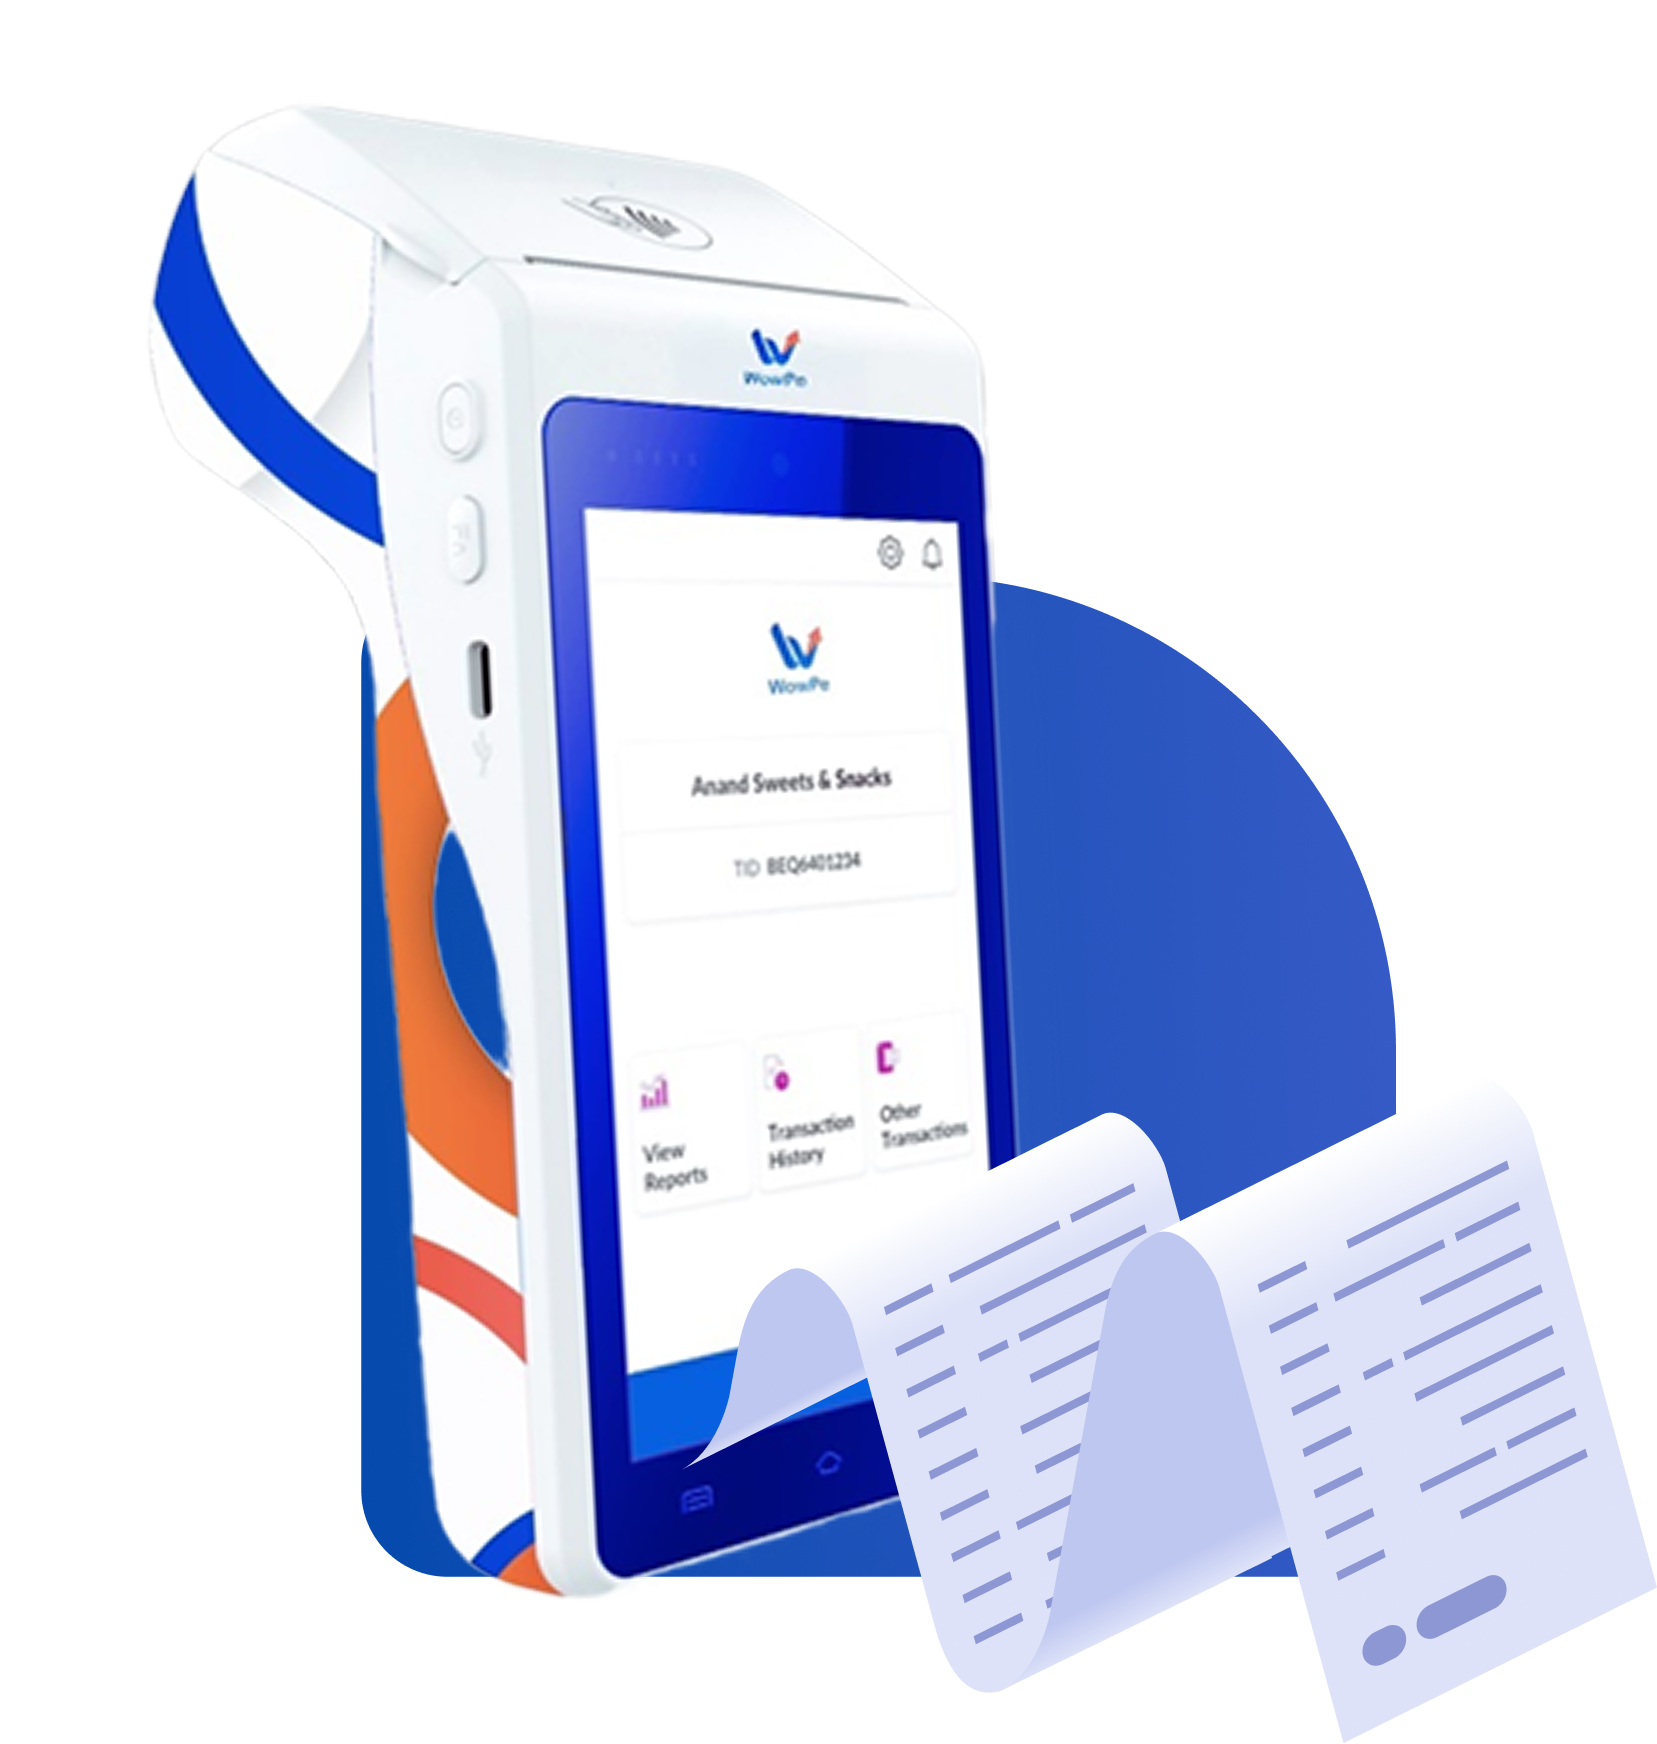 WowPe
WowPe
Anand Sweets & Snacks
TID BEQ6401234
View
Reports
Transaction
History
Other
Transactions